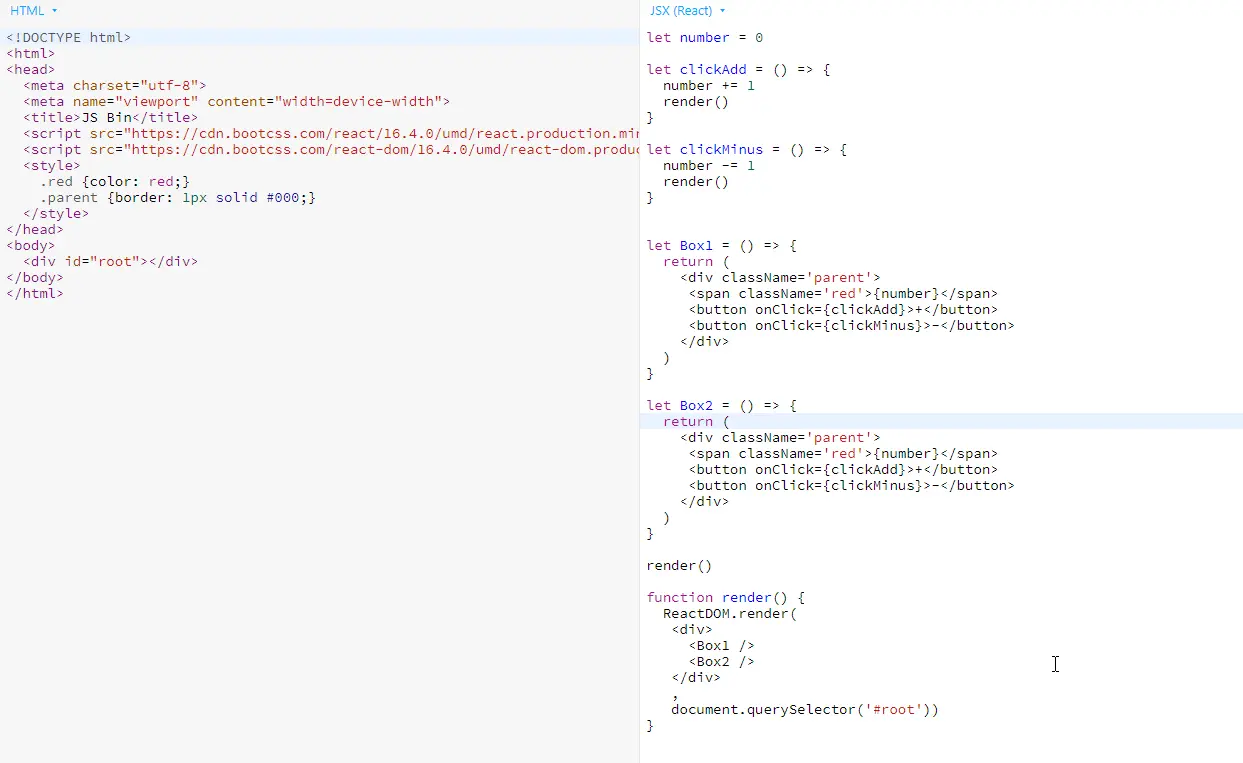 HTML
<!DOCTYPE html>
<html>
<head>
  <meta charset="utf-8">
  <meta name="viewport" content="width=device-width">
  <title>JS Bin</title>
  <script src="https://cdn.bootcss.com/react/16.4.0/umd/react.production.min
  <script src="https://cdn.bootcss.com/react-dom/16.4.0/umd/react-dom.produc
  <style>
    .red {color: red;}
    .parent {border: 1px solid #000;}
  </style>
</head>
<body>
  <div id="root"></div>
</body>
</html>
JSX (React)
let number = 0

let clickAdd = () => {
  number += 1
  render()
}

let clickMinus = () => {
  number -= 1
  render()
}


let Box1 = () => {
  return (
    <div className='parent'>
     <span className='red'>{number}</span>
     <button onClick={clickAdd}>+</button>
     <button onClick={clickMinus}>-</button>
    </div>
  )
}

let Box2 = () => {
  return (
    <div className='parent'>
     <span className='red'>{number}</span>
     <button onClick={clickAdd}>+</button>
     <button onClick={clickMinus}>-</button>
    </div>
  )
}

render()

function render() {
  ReactDOM.render(
   <div>
     <Box1 />
     <Box2 />
   </div>
   ,
   document.querySelector('#root'))
}